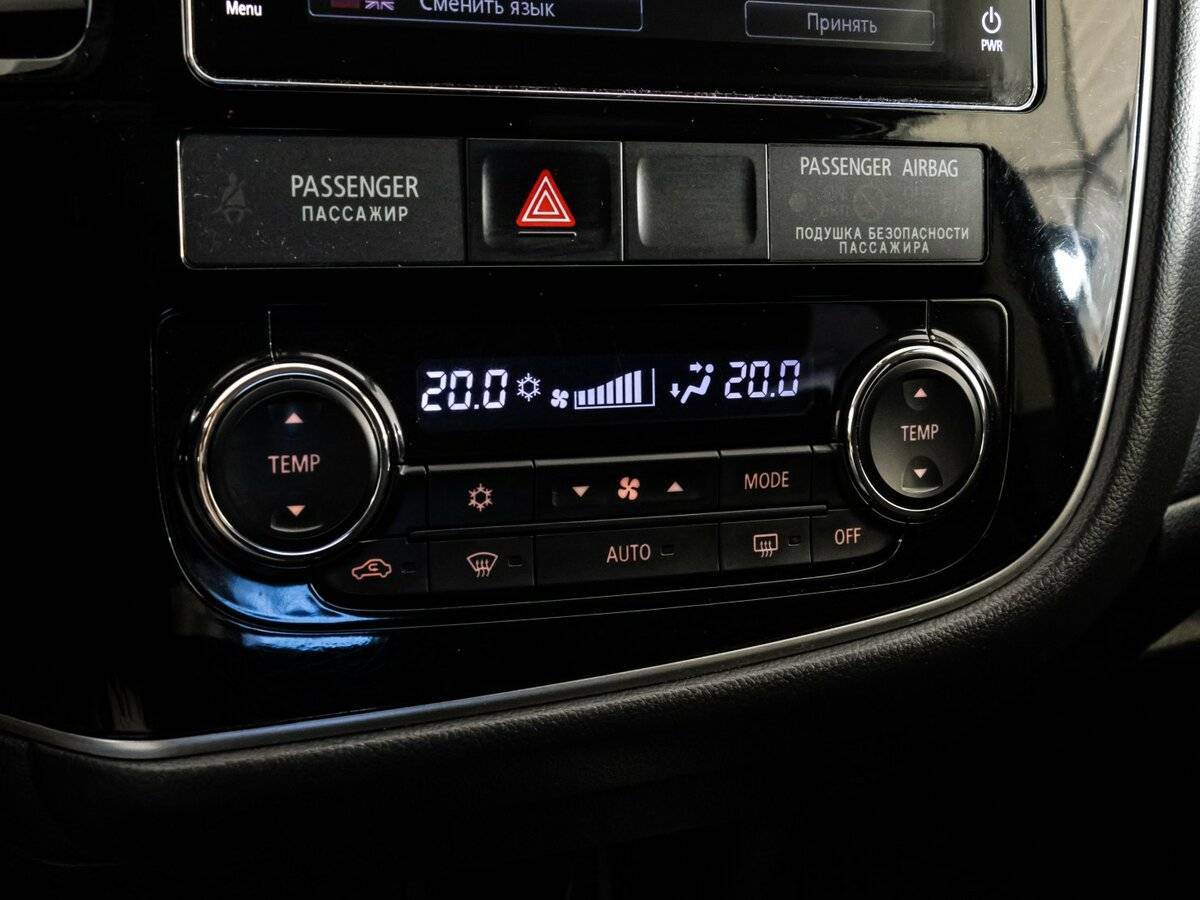 Menu
Сменить язык
Принять
PWR
PASSENGER
ПАССАЖИР
PASSENGER AIRBAG
ПОДУШКА БЕЗОПАСНОСТИ
ПАССАЖИРА
20.0
20.0
TEMP
TEMP
MODE
AUTO
OFF